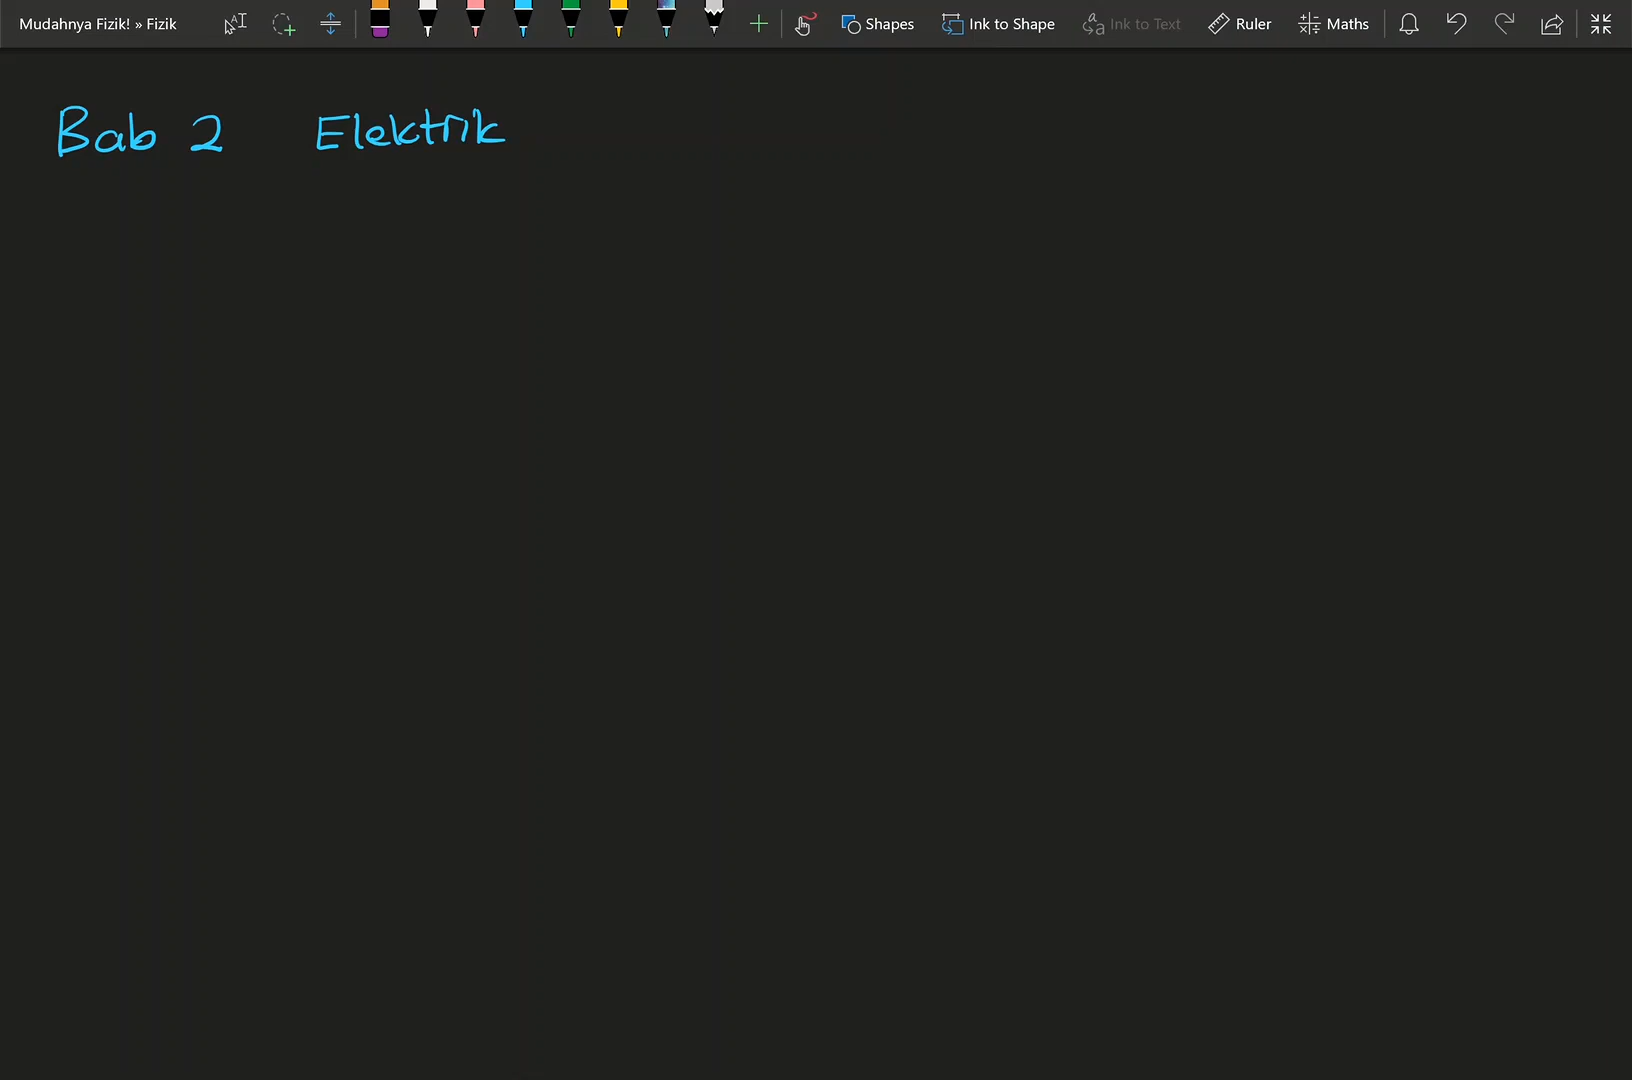 Mudahnya Fizik! » Fizik Shapes Ink to Shape Ink to Text Ruler Maths
Bab 2 Elektrik